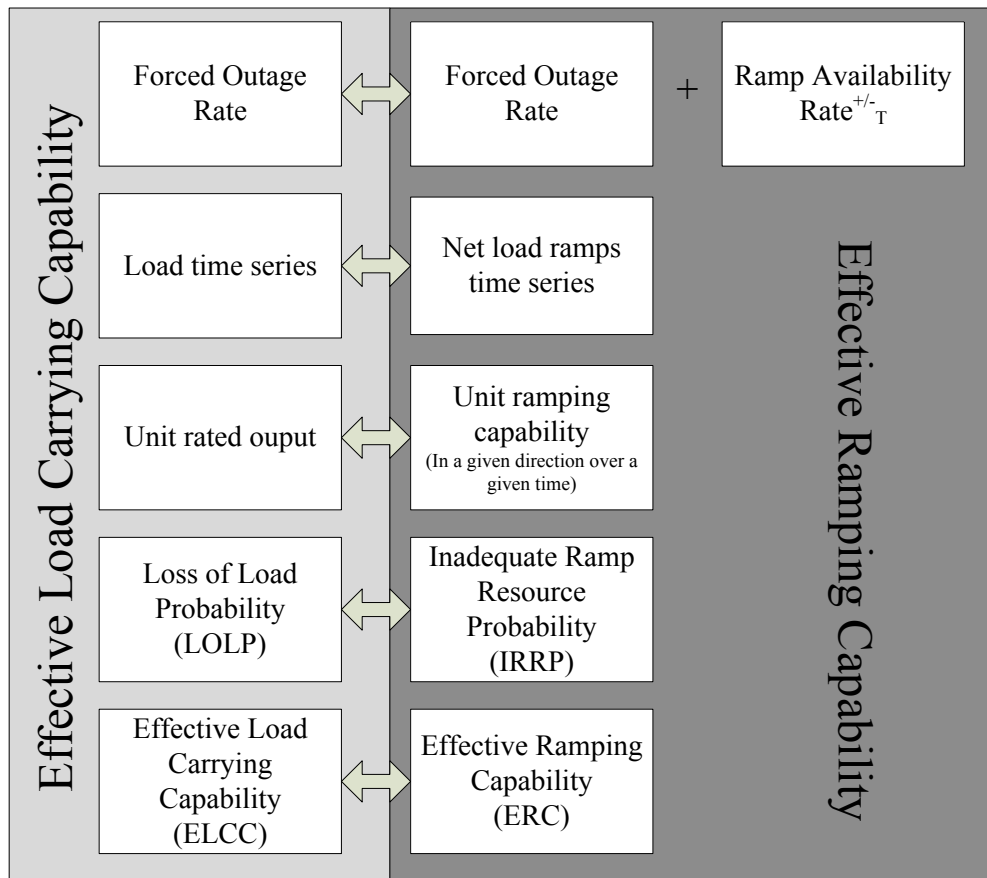 Effective Load Carrying Capability
Forced Outage
Rate
Forced Outage
Rate
+
Ramp Availability
Rate+/-T
Load time series
Net load ramps
time series
Unit rated ouput
Unit ramping
capability
(In a given direction over a
given time)
Loss of Load
Probability
(LOLP)
Inadequate Ramp
Resource
Probability
(IRRP)
Effective Load
Carrying
Capability
(ELCC)
Effective Ramping
Capability
(ERC)
Effective Ramping Capability